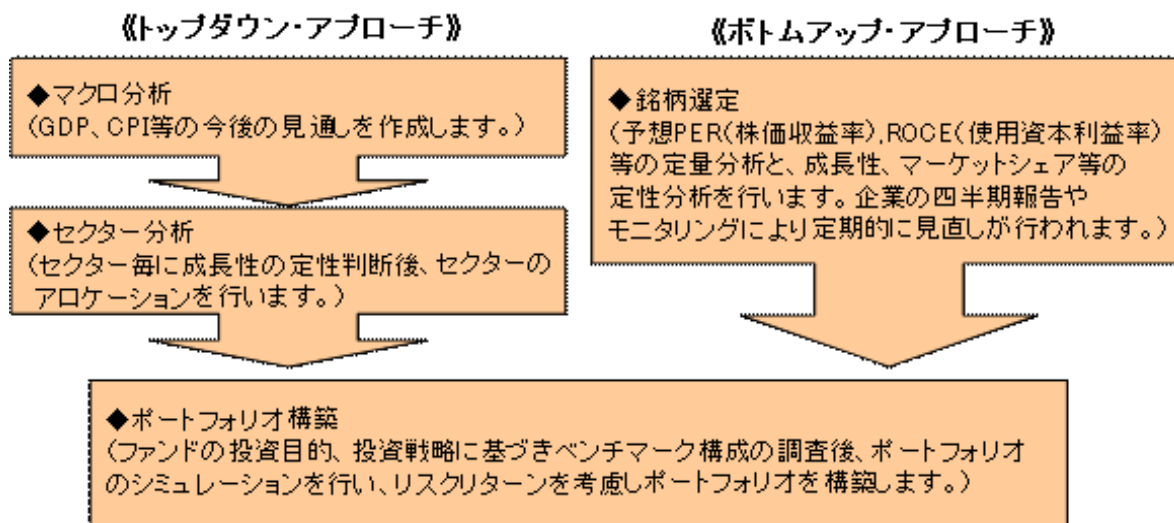 《トップダウン・アプローチ》
◆マクロ分析
(GDP、CPI等の今後の見通しを作成します。)
◆セクター分析
(セクター毎に成長性の定性判断後、セクターの
アロケーションを行います。)
《ボトムアップ・アプローチ》
◆銘柄選定
(予想PER(株価収益率),ROCE(使用資本利益率)
等の定量分析と、成長性、マーケットシェア等の
定性分析を行います。企業の四半期報告や
モニタリングにより定期的に見直しが行われます。)
◆ポートフォリオ構築
(ファンドの投資目的、投資戦略に基づきベンチマーク構成の調査後、ポートフォリオ
のシミュレーションを行い、リスクリターンを考慮しポートフォリオを構築します。)